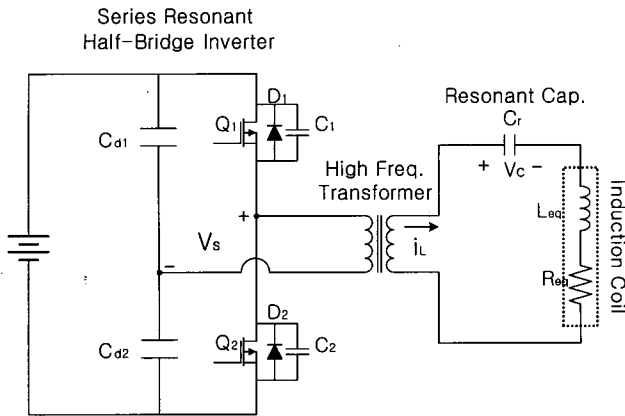 Series Resonant
Half-Bridge Inverter
D1
Q1
C1
Cd1
Resonant Cap.
Cr
+ Vc -
High Freq.
Transformer
+
Vs
-
iL
Leq
Req
Induction Coil
D2
Q2
C2
Cd2